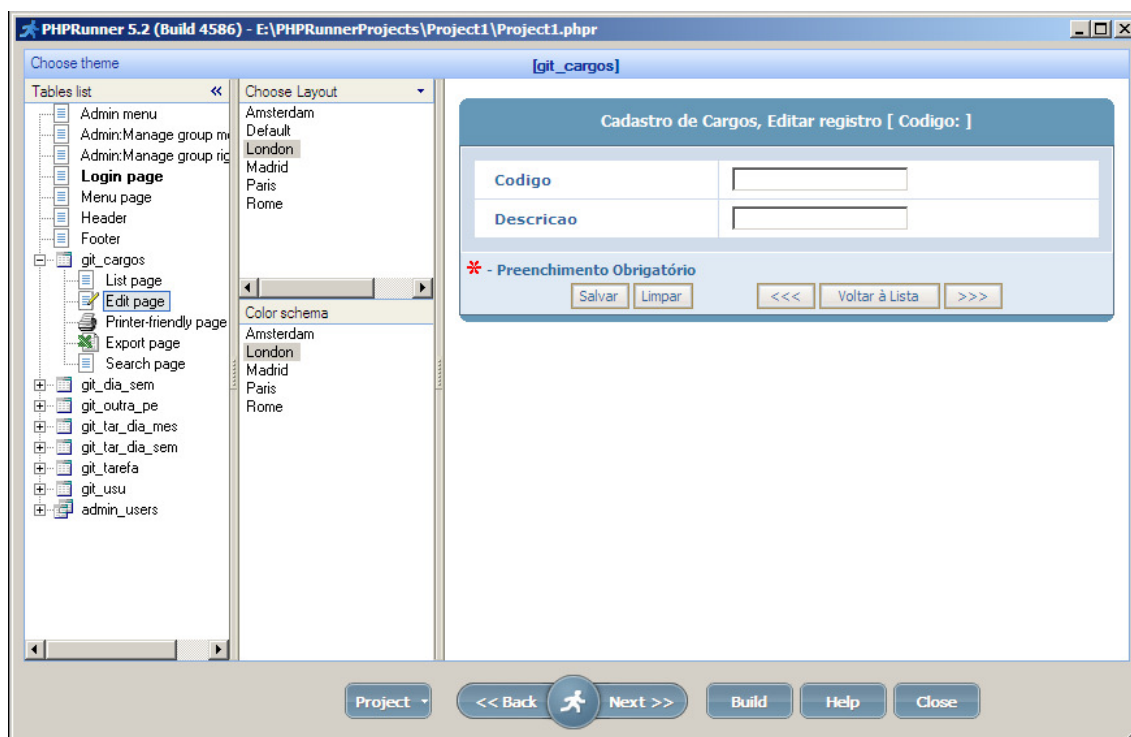 PHPRunner 5.2 (Build 4586) - E:\PHPRunnerProjects\Project1\Project1.phpr
Choose theme
[git_cargos]
Tables list «
Admin menu
Admin:Manage group m
Admin:Manage group rig
Login page
Menu page
Header
Footer
git_cargos
List page
Edit page
Printer-friendly page
Export page
Search page
git_dia_sem
git_outra_pe
git_tar_dia_mes
git_tar_dia_sem
git_tarefa
git_usu
admin_users
Choose Layout
Amsterdam
Default
London
Madrid
Paris
Rome
Color schema
Amsterdam
London
Madrid
Paris
Rome
Cadastro de Cargos, Editar registro [ Codigo: ]
Codigo
Descricao
* - Preenchimento Obrigatório
Salvar Limpar <<< Voltar à Lista >>>
Project << Back Next >> Build Help Close